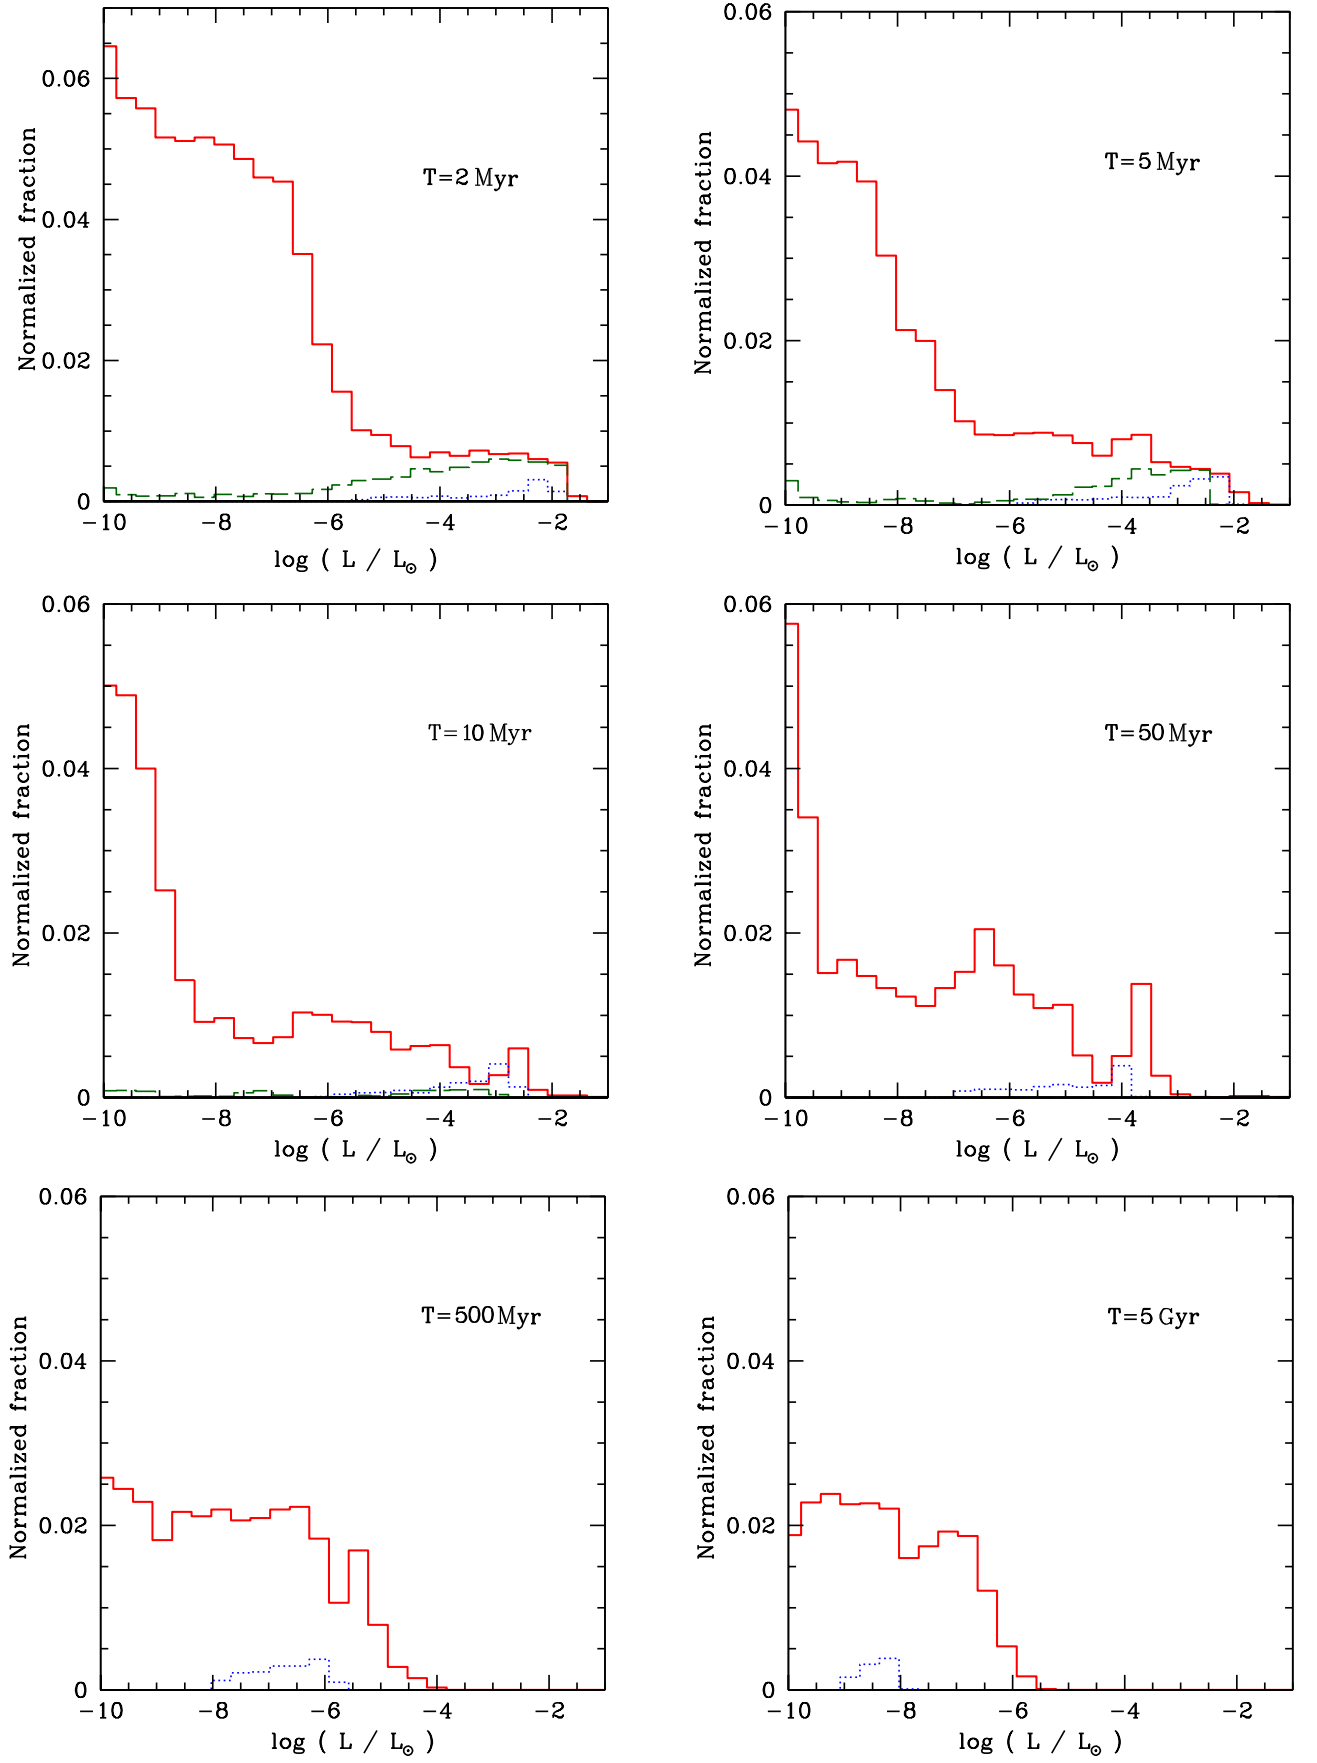 T=2 Myr
Normalized fraction
0.06
0.04
0.02
0
-10 -8 -6 -4 -2
log ( L / L⊙ )
T=5 Myr
Normalized fraction
0.06
0.04
0.02
0
-10 -8 -6 -4 -2
log ( L / L⊙ )
T=10 Myr
Normalized fraction
0.06
0.04
0.02
0
-10 -8 -6 -4 -2
log ( L / L⊙ )
T=50 Myr
Normalized fraction
0.06
0.04
0.02
0
-10 -8 -6 -4 -2
log ( L / L⊙ )
T=500 Myr
Normalized fraction
0.06
0.04
0.02
0
-10 -8 -6 -4 -2
log ( L / L⊙ )
T=5 Gyr
Normalized fraction
0.06
0.04
0.02
0
-10 -8 -6 -4 -2
log ( L / L⊙ )